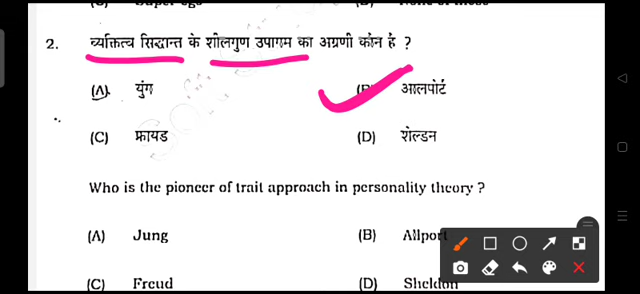 2. व्यक्तित्व सिद्धान्त के शीलगुण उपागम का अग्रणी कौन है ?
(A) युंग (B) आलपोर्ट
(C) फ्रायड (D) शेल्डन
Who is the pioneer of trait approach in personality theory ?
(A) Jung (B) Allport
(C) Freud (D) Sheldon